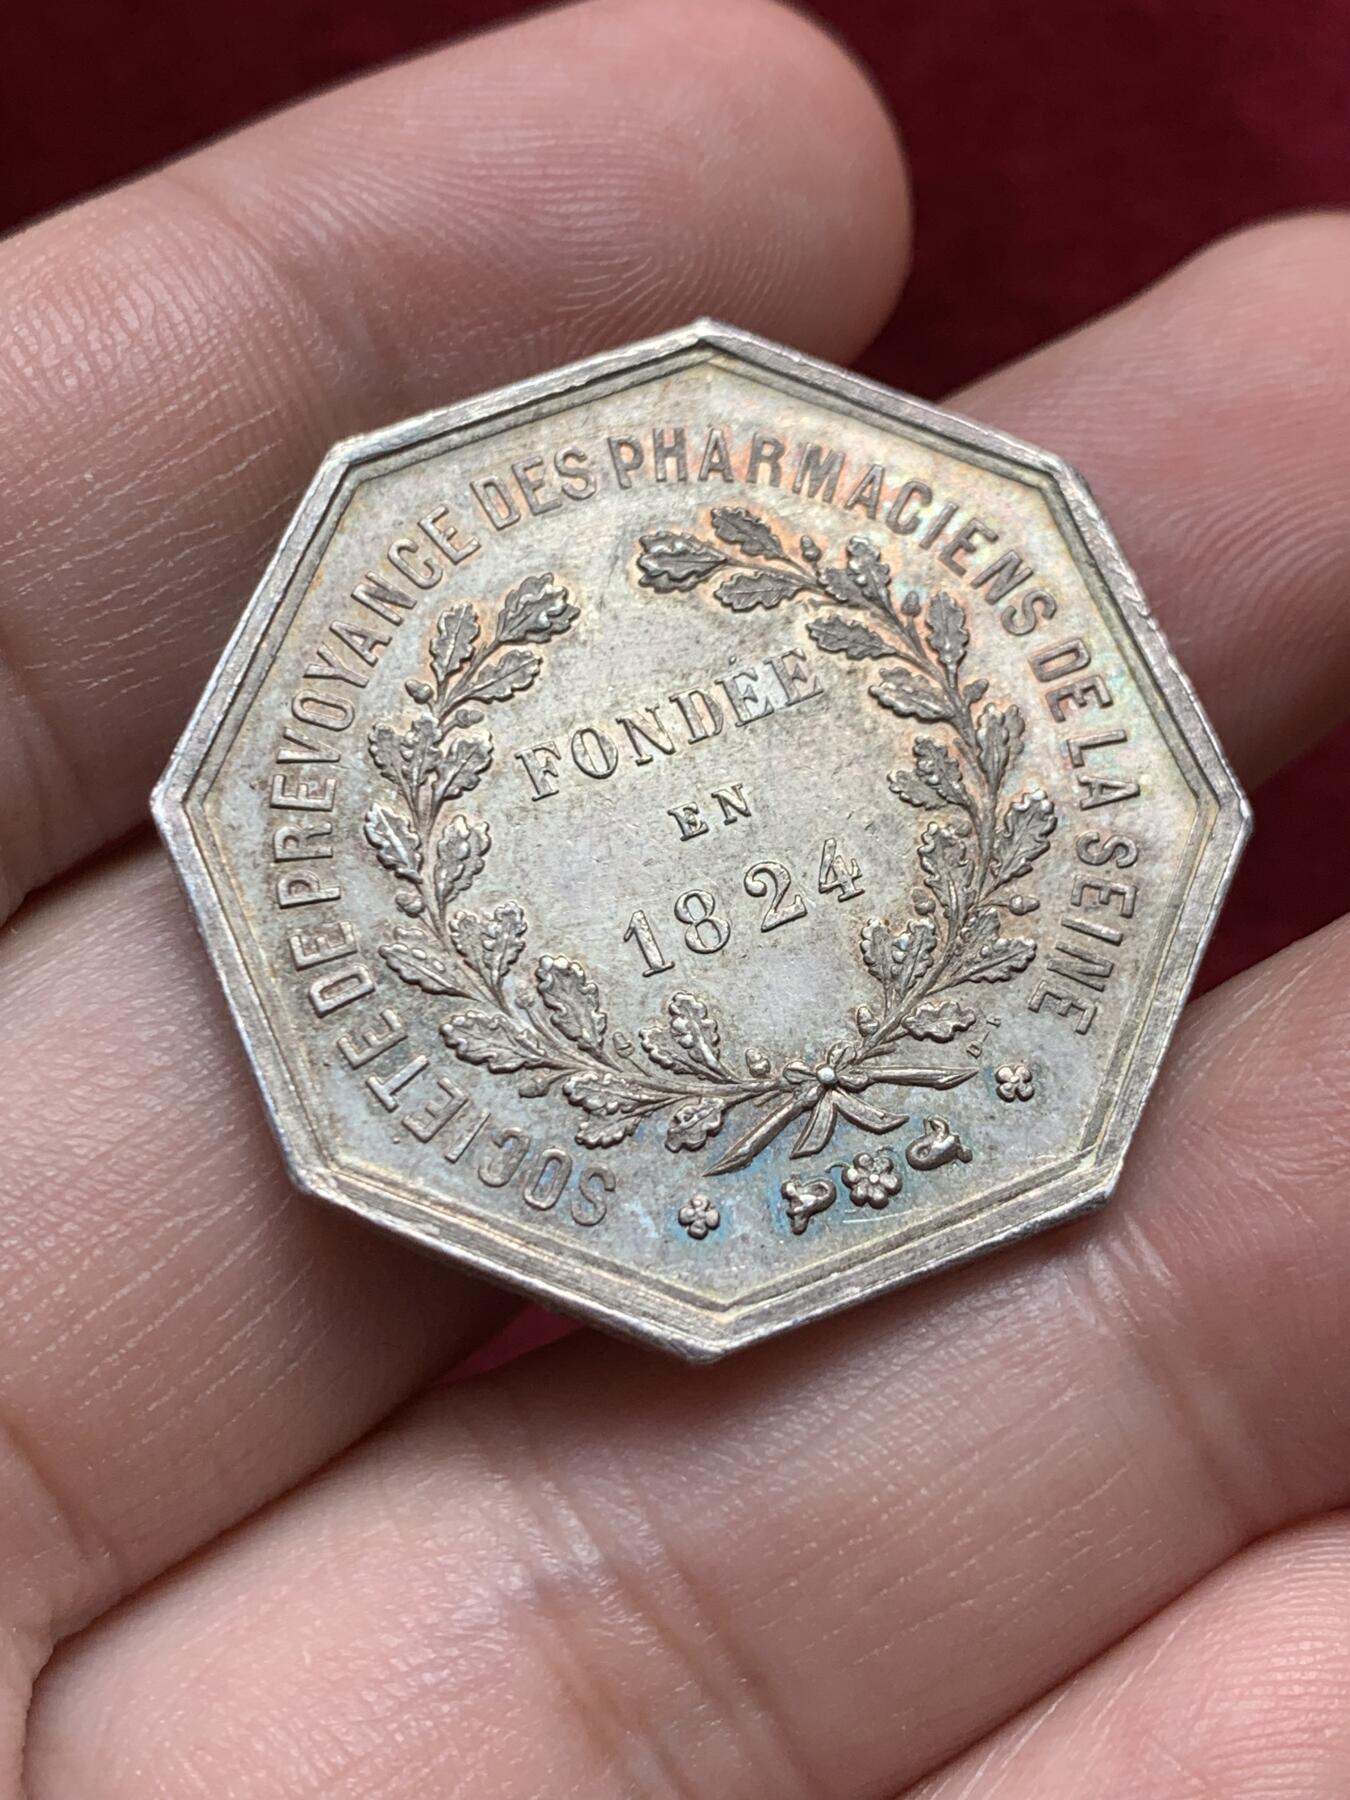 SOCIETE DE PREVOYANCE DES PHARMACIENS DE LA SEINE
FONDÉE
EN
1824